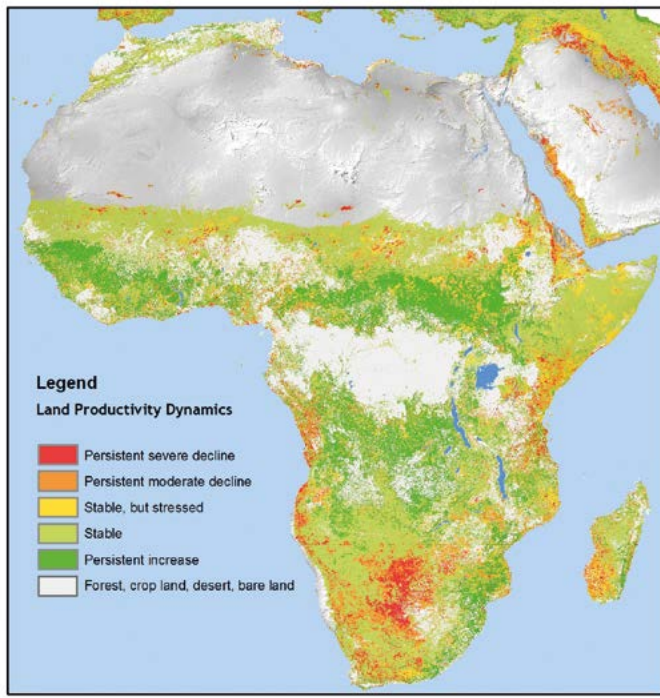 Legend
Land Productivity Dynamics
Persistent severe decline
Persistent moderate decline
Stable, but stressed
Stable
Persistent increase
Forest, crop land, desert, bare land